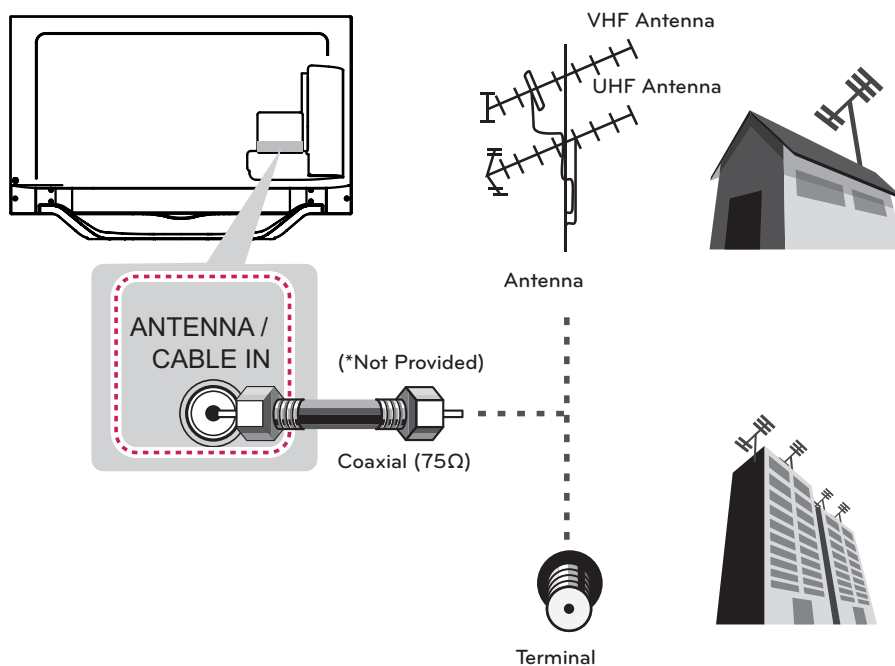 VHF Antenna
UHF Antenna
Antenna
ANTENNA /
CABLE IN
(*Not Provided)
Coaxial (75Ω)
Terminal